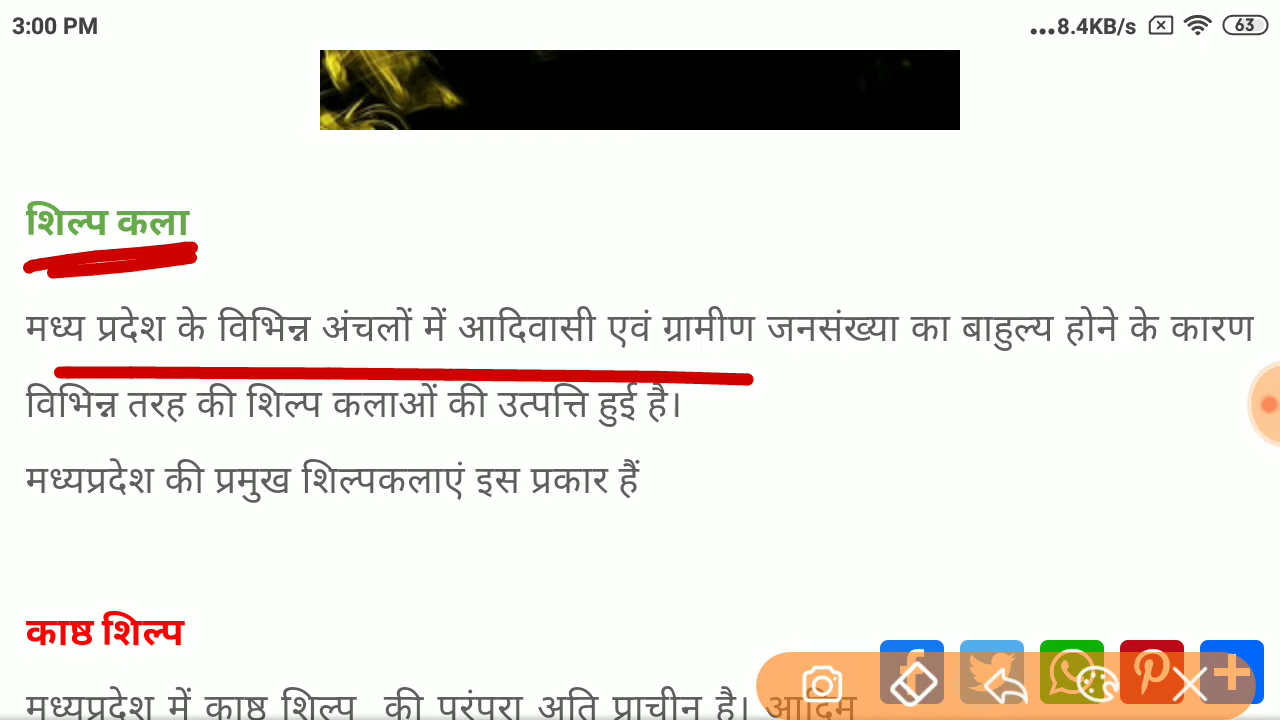 3:00 PM
...8.4KB/s
63
शिल्प कला
मध्य प्रदेश के विभिन्न अंचलों में आदिवासी एवं ग्रामीण जनसंख्या का बाहुल्य होने के कारण
विभिन्न तरह की शिल्प कलाओं की उत्पत्ति हुई है।
मध्यप्रदेश की प्रमुख शिल्पकलाएं इस प्रकार हैं
काष्ठ शिल्प
मध्यप्रदेश में काष्ठ शिल्प की परंपरा अति प्राचीन है। आदिम